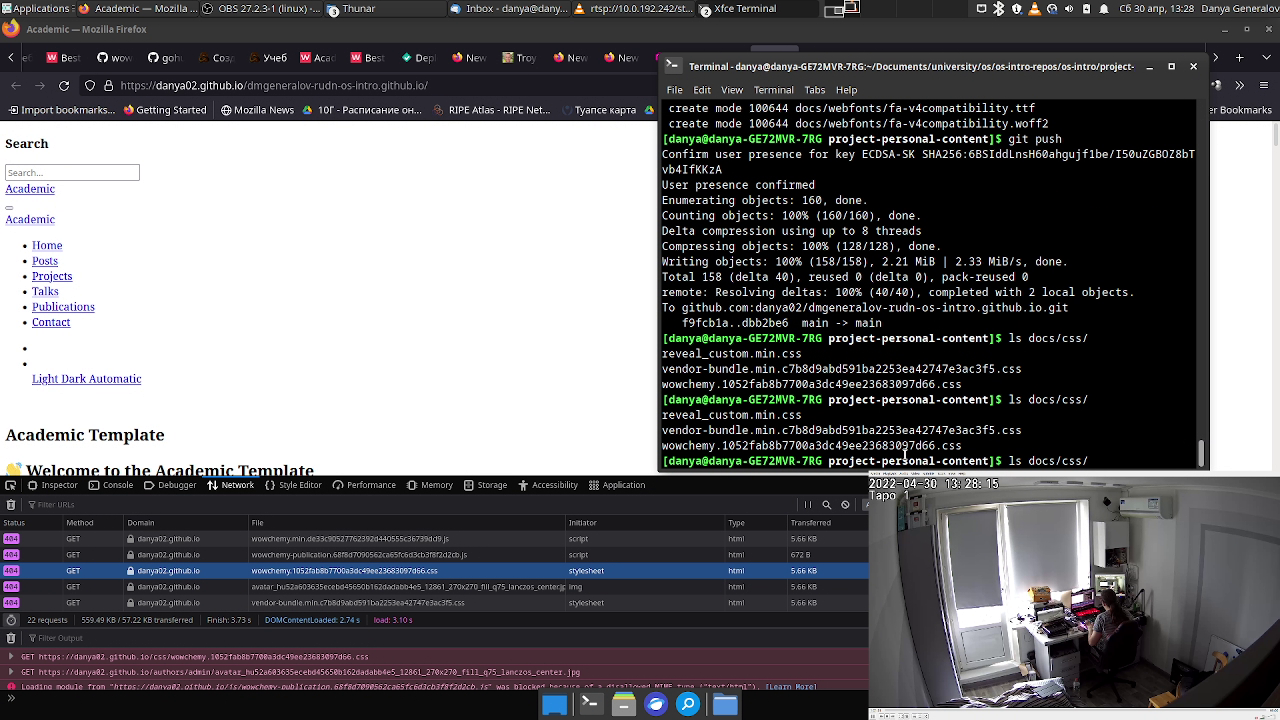 Academic — Mozilla F…
OBS 27.2.3-1 (linux) -…
3 Thunar
Inbox - danya@dany…
rtsp://10.0.192.242/st…
2 Xfce Terminal
Сб 30 апр, 13:28
Danya Generalov
Academic — Mozilla Firefox
Best
wow
gohu
Созд
Учеб
Acad
Best
Best
Depl
New
Troy
New
New
New
https://danya02.github.io/dmgeneralov-rudn-os-intro.github.io/
Import bookmarks...
Getting Started
10Г - Расписание on...
RIPE Atlas - RIPE Net...
Туапсе карта
Bookmarks
Search
Search...
Academic
Academic
Home
Posts
Projects
Talks
Publications
Contact
Light Dark Automatic
Academic Template
👋 Welcome to the Academic Template
Terminal - danya@danya-GE72MVR-7RG:~/Documents/university/os/os-intro-repos/os-intro/project-
File Edit View Terminal Tabs Help
create mode 100644 docs/webfonts/fa-v4compatibility.ttf
create mode 100644 docs/webfonts/fa-v4compatibility.woff2
[danya@danya-GE72MVR-7RG project-personal-content]$ git push
Confirm user presence for key ECDSA-SK SHA256:6BSIddLnsH60ahgujf1be/I50uZGBOZ8bT
vb4IfKKzA
User presence confirmed
Enumerating objects: 160, done.
Counting objects: 100% (160/160), done.
Delta compression using up to 8 threads
Compressing objects: 100% (128/128), done.
Writing objects: 100% (158/158), 2.21 MiB | 2.33 MiB/s, done.
Total 158 (delta 40), reused 0 (delta 0), pack-reused 0
remote: Resolving deltas: 100% (40/40), completed with 2 local objects.
To github.com:danya02/dmgeneralov-rudn-os-intro.github.io.git
f9fcb1a..dbb2be6 main -> main
[danya@danya-GE72MVR-7RG project-personal-content]$ ls docs/css/
reveal_custom.min.css
vendor-bundle.min.c7b8d9abd591ba2253ea42747e3ac3f5.css
wowchemy.1052fab8b7700a3dc49ee23683097d66.css
[danya@danya-GE72MVR-7RG project-personal-content]$ ls docs/css/
reveal_custom.min.css
vendor-bundle.min.c7b8d9abd591ba2253ea42747e3ac3f5.css
wowchemy.1052fab8b7700a3dc49ee23683097d66.css
[danya@danya-GE72MVR-7RG project-personal-content]$ ls docs/css/
Inspector Console Debugger Network Style Editor Performance Memory Storage Accessibility Application
Filter URLs
Status Method Domain File Initiator Type Transferred
404 GET danya02.github.io wowchemy.min.de33c90527762392d440555c36739dd9.js script html 5.66 KB
404 GET danya02.github.io wowchemy-publication.68f8d7090562ca65fc6d3cb3f8f2d2cb.js script html 672 B
404 GET danya02.github.io wowchemy.1052fab8b7700a3dc49ee23683097d66.css stylesheet html 5.66 KB
404 GET danya02.github.io avatar_hu52a603635ecebd45650b162dadabb4e5_12861_270x270_fill_q75_lanczos_center.jpg img html 5.66 KB
404 GET danya02.github.io vendor-bundle.min.c7b8d9abd591ba2253ea42747e3ac3f5.css stylesheet html 5.66 KB
22 requests 559.49 KB / 57.22 KB transferred Finish: 3.73 s DOMContentLoaded: 2.74 s load: 3.10 s
Filter Output
GET https://danya02.github.io/css/wowchemy.1052fab8b7700a3dc49ee23683097d66.css
GET https://danya02.github.io/authors/admin/avatar_hu52a603635ecebd45650b162dadabb4e5_12861_270x270_fill_q75_lanczos_center.jpg
Loading module from "https://danya02.github.io/js/wowchemy-publication.68f8d7090562ca65fc6d3cb3f8f2d2cb.js" was blocked because of a disallowed MIME type ("text/html"). [Learn More]
2022-04-30 13:28:15
Tapo 1